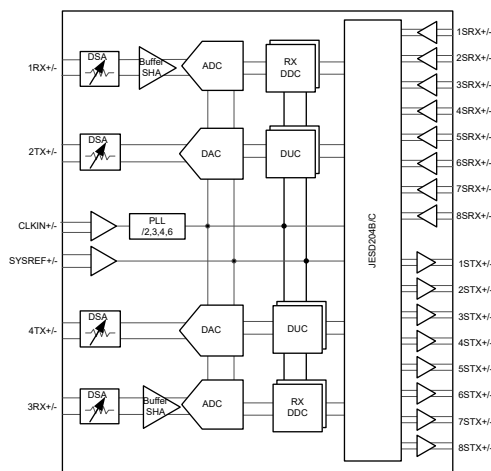 1RX+/-
DSA
Buffer
SHA
ADC
RX
DDC
2TX+/-
DSA
DAC
DUC
CLKIN+/-
PLL
/2,3,4,6
SYSREF+/-
4TX+/-
DSA
DAC
DUC
3RX+/-
DSA
Buffer
SHA
ADC
RX
DDC
JESD204B/C
1SRX+/-
2SRX+/-
3SRX+/-
4SRX+/-
5SRX+/-
6SRX+/-
7SRX+/-
8SRX+/-
1STX+/-
2STX+/-
3STX+/-
4STX+/-
5STX+/-
6STX+/-
7STX+/-
8STX+/-